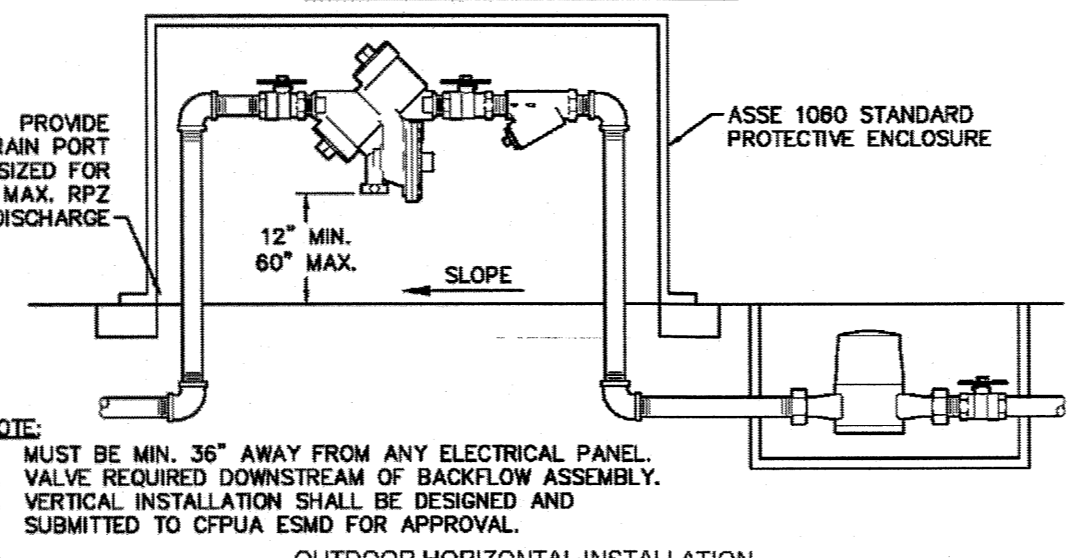 PROVIDE
RAIN PORT
SIZED FOR
MAX. RPZ
DISCHARGE
ASSE 1060 STANDARD
PROTECTIVE ENCLOSURE
12" MIN.
60" MAX.
SLOPE
OTE:
MUST BE MIN. 36" AWAY FROM ANY ELECTRICAL PANEL.
VALVE REQUIRED DOWNSTREAM OF BACKFLOW ASSEMBLY.
VERTICAL INSTALLATION SHALL BE DESIGNED AND
SUBMITTED TO CFPUA ESMD FOR APPROVAL.
OUTDOOR HORIZONTAL INSTALLATION